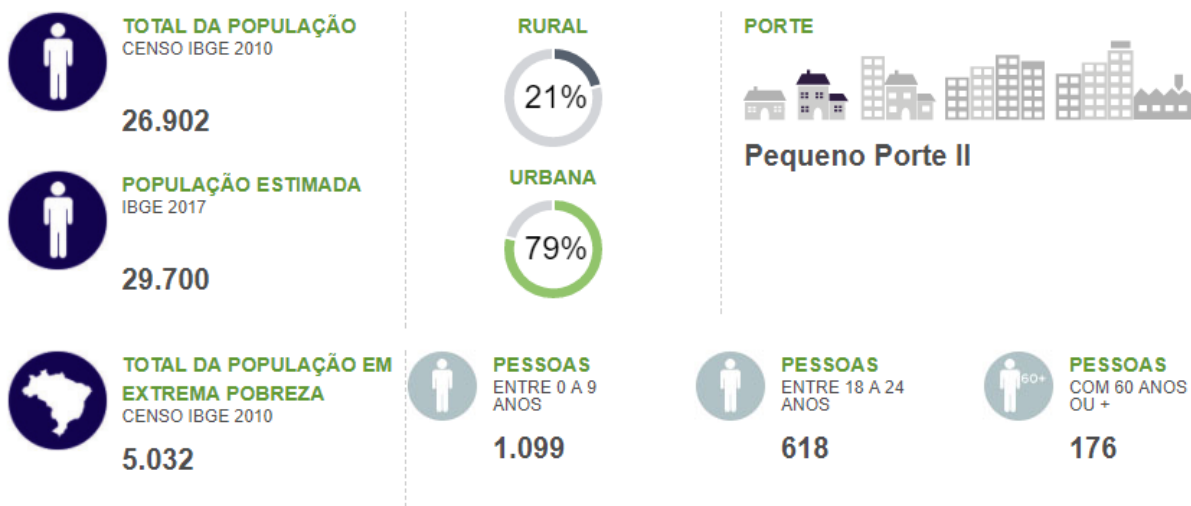 TOTAL DA POPULAÇÃO
CENSO IBGE 2010
26.902
POPULAÇÃO ESTIMADA
IBGE 2017
29.700
RURAL
21%
URBANA
79%
PORTE
Pequeno Porte II
TOTAL DA POPULAÇÃO EM
EXTREMA POBREZA
CENSO IBGE 2010
5.032
PESSOAS
ENTRE 0 A 9
ANOS
1.099
PESSOAS
ENTRE 18 A 24
ANOS
618
60+
PESSOAS
COM 60 ANOS
OU +
176